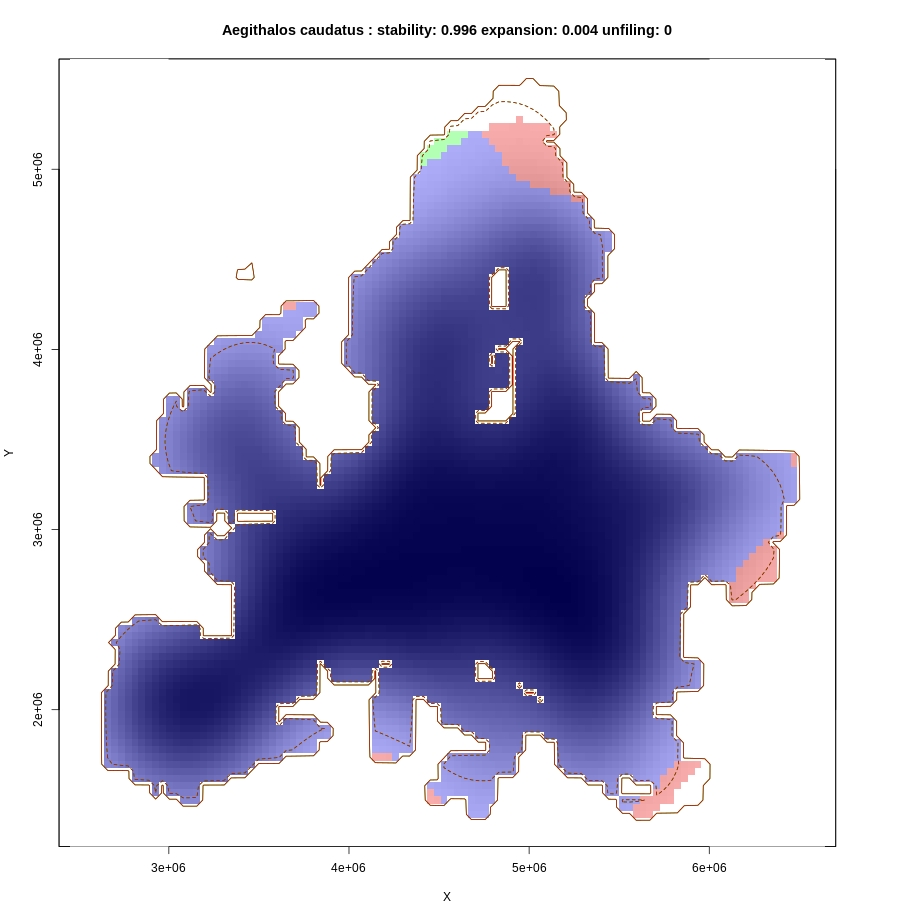 Aegithalos caudatus : stability: 0.996 expansion: 0.004 unfiling: 0
5e+06
4e+06
Y
3e+06
2e+06
3e+06 4e+06 5e+06 6e+06
X